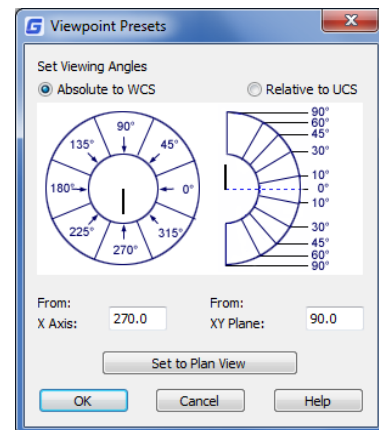 Viewpoint Presets
Set Viewing Angles
Absolute to WCS
Relative to UCS
90°
135°
45°
180°
0°
225°
315°
270°
90°
60°
45°
30°
10°
0°
10°
30°
45°
60°
90°
From:
X Axis:
270.0
From:
XY Plane:
90.0
Set to Plan View
OK
Cancel
Help